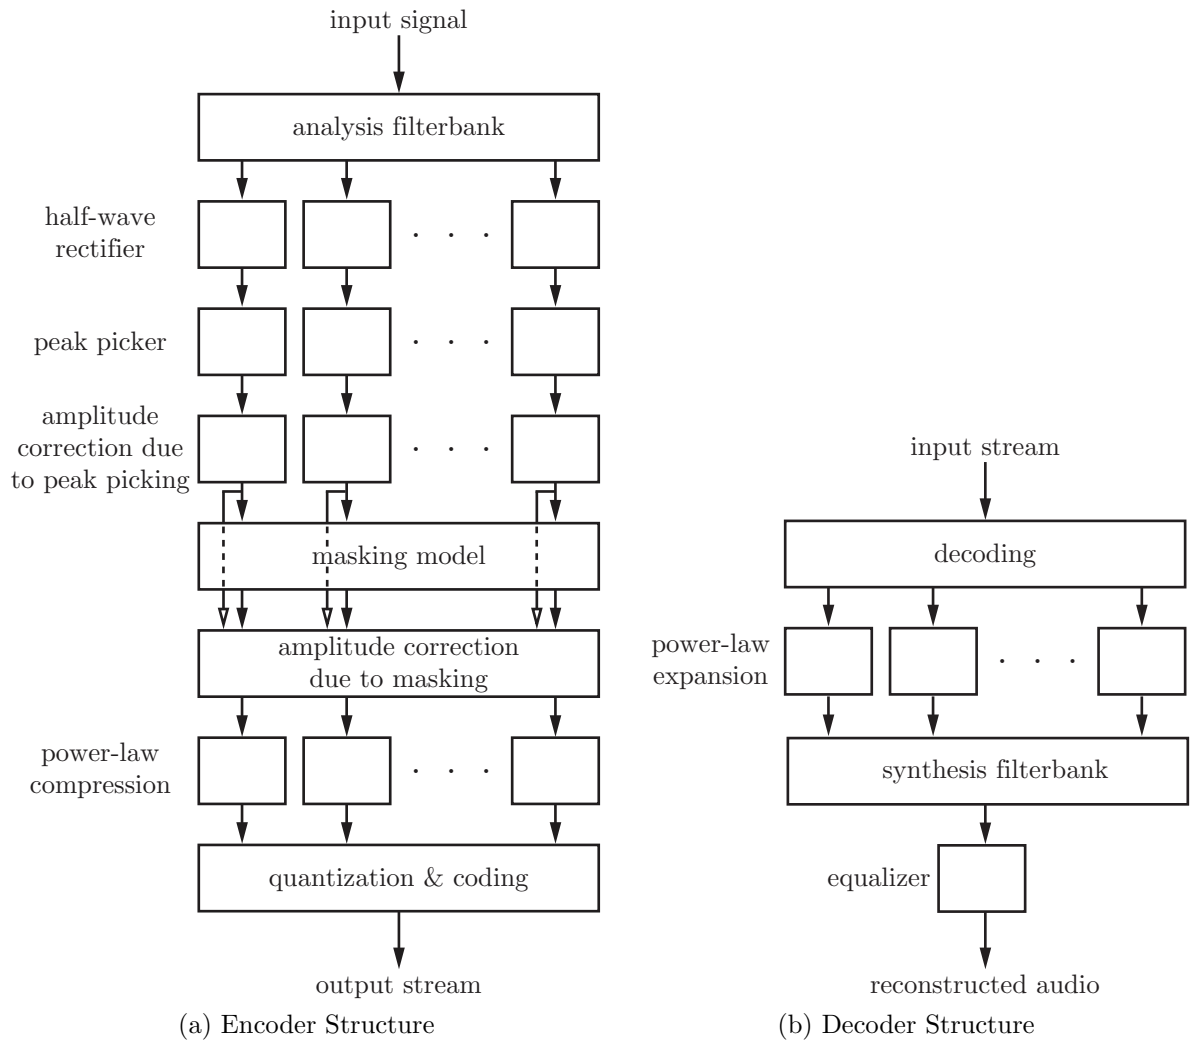 input signal
analysis filterbank
half-wave
rectifier
peak picker
amplitude
correction due
to peak picking
masking model
amplitude correction
due to masking
power-law
compression
quantization & coding
output stream
(a) Encoder Structure
input stream
decoding
power-law
expansion
synthesis filterbank
equalizer
reconstructed audio
(b) Decoder Structure